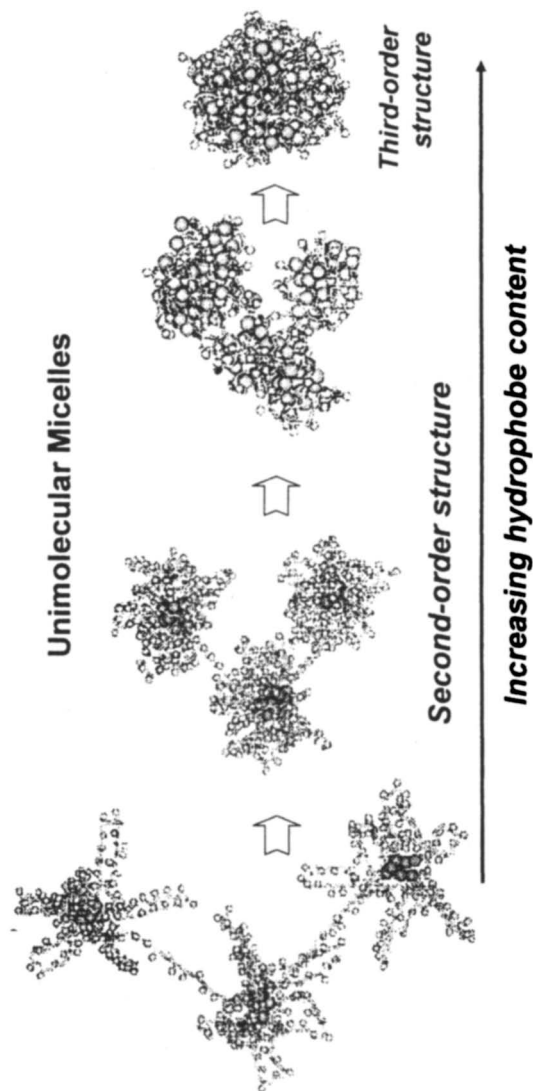 Unimolecular Micelles
Second-order structure
Third-order
structure
Increasing hydrophobe content